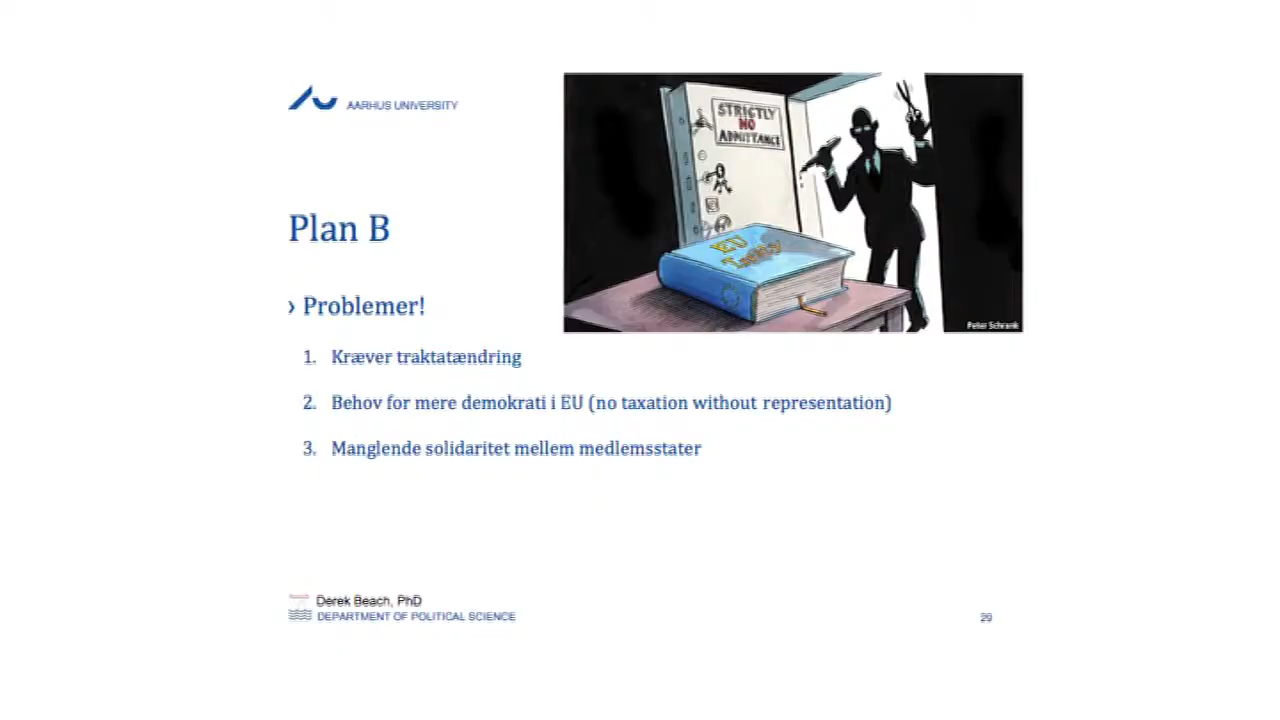 AARHUS UNIVERSITY
STRICTLY
NO
ADMITTANCE
EU
Treaty
Peter Schrank
Plan B
› Problemer!
1. Kræver traktatændring
2. Behov for mere demokrati i EU (no taxation without representation)
3. Manglende solidaritet mellem medlemsstater
Derek Beach, PhD
DEPARTMENT OF POLITICAL SCIENCE
29